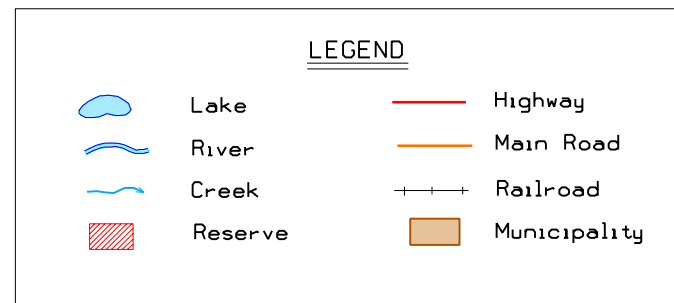 LEGEND
Lake
River
Creek
Reserve
Highway
Main Road
Railroad
Municipality